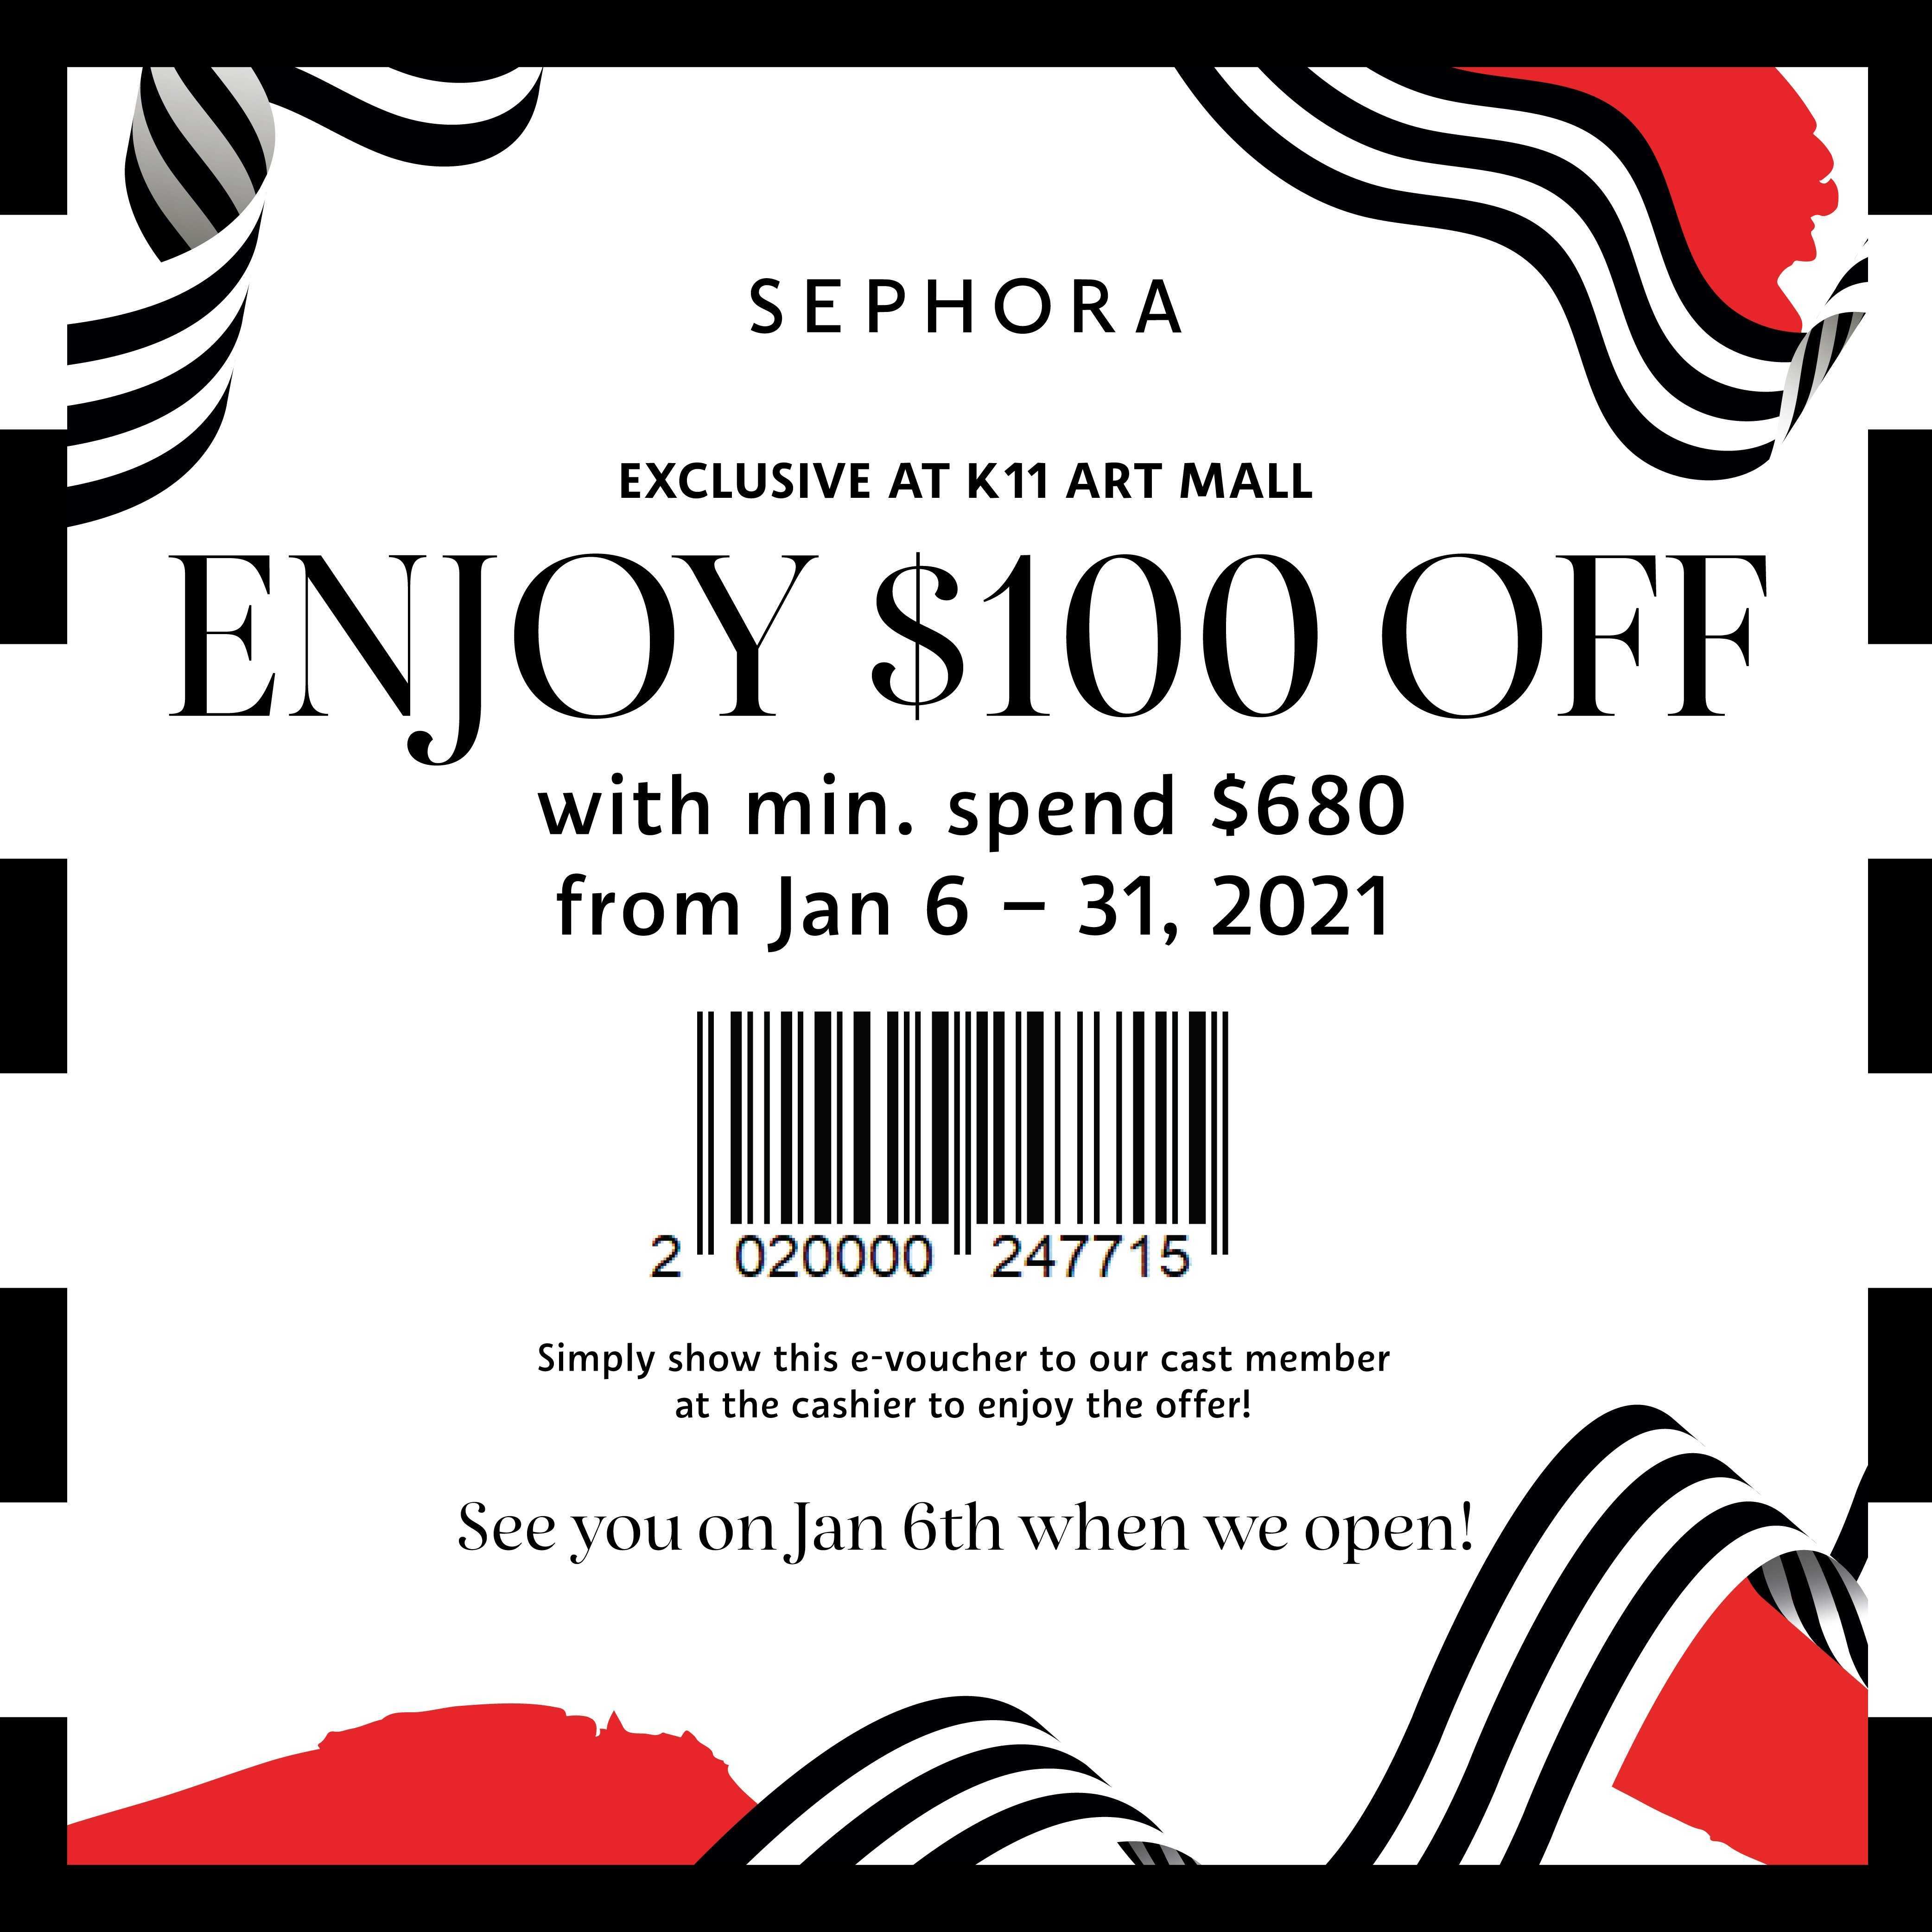 SEPHORA
EXCLUSIVE AT K11 ART MALL
ENJOY $100 OFF
with min. spend $680
from Jan 6 – 31, 2021
2 020000 247715
Simply show this e-voucher to our cast member
at the cashier to enjoy the offer!
See you on Jan 6th when we open!